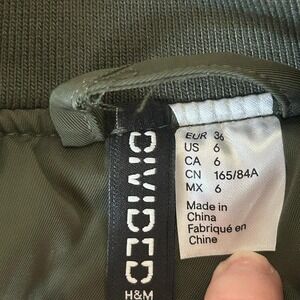 DIVIDED
H&M
EUR 36
US 6
CA 6
CN 165/84A
MX 6
Made in
China
Fabriqué en
Chine